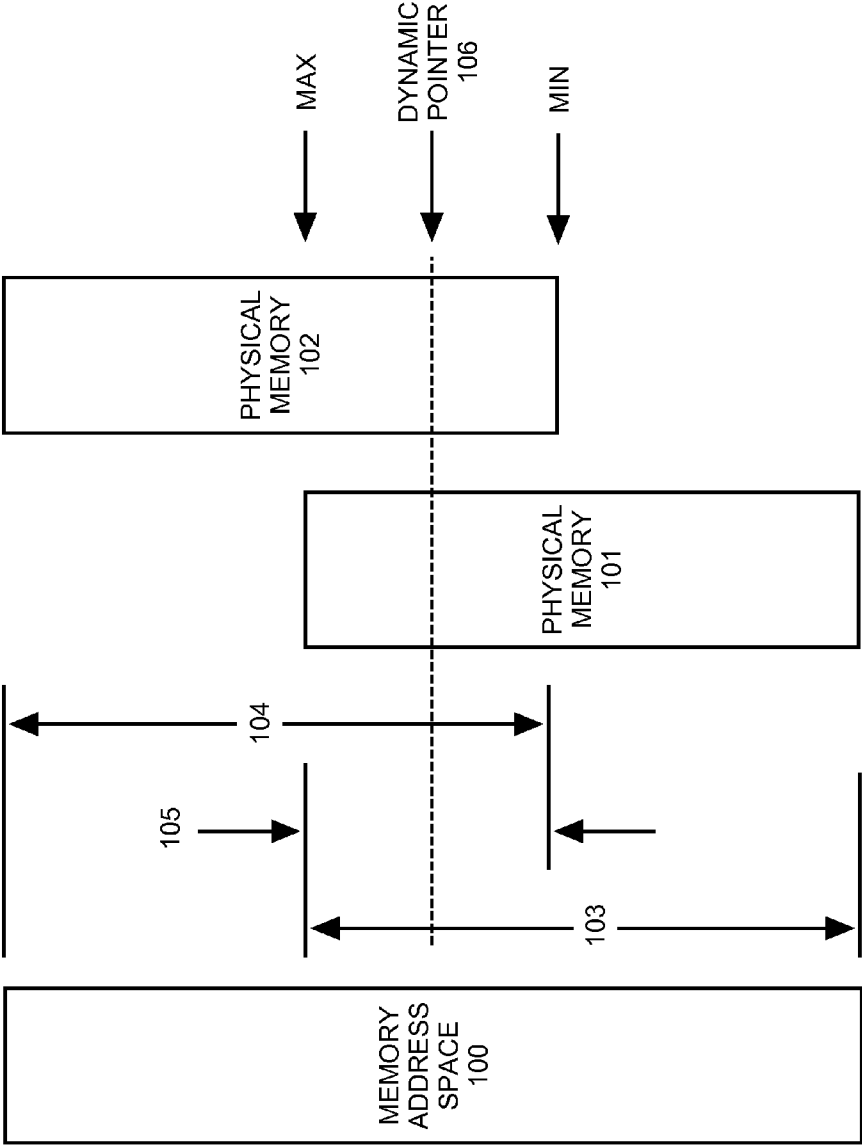 MEMORY
ADDRESS
SPACE
100
103
105
104
PHYSICAL
MEMORY
101
PHYSICAL
MEMORY
102
MIN
DYNAMIC
POINTER
106
MAX